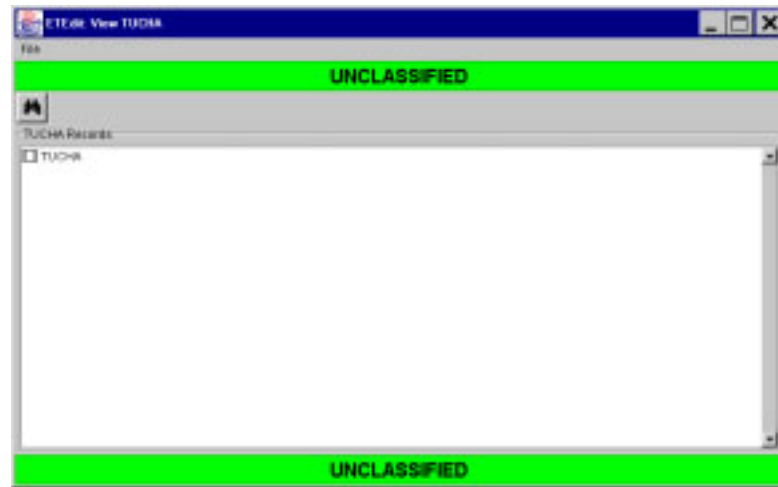 ETEdit: View TUCHA
File
UNCLASSIFIED
TUCHA Records
TUCHA
UNCLASSIFIED